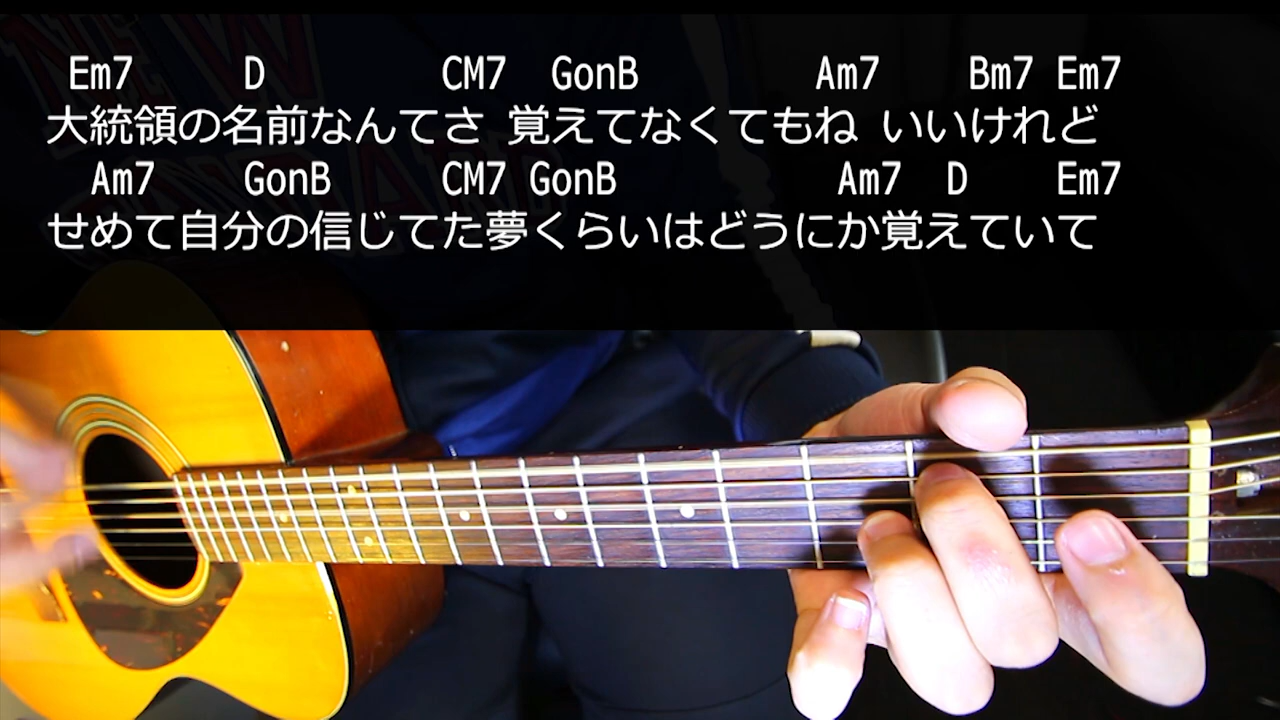 Em7 D CM7 GonB Am7 Bm7 Em7
大統領の名前なんてさ 覚えてなくてもね いいけれど
Am7 GonB CM7 GonB Am7 D Em7
せめて自分の信じてた夢くらいはどうにか覚えていて